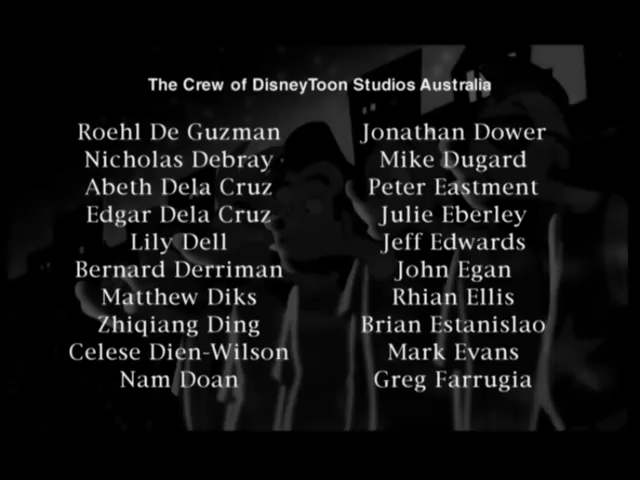 The Crew of DisneyToon Studios Australia
Roehl De Guzman
Nicholas Debray
Abeth Dela Cruz
Edgar Dela Cruz
Lily Dell
Bernard Derriman
Matthew Diks
Zhiqiang Ding
Celese Dien-Wilson
Nam Doan
Jonathan Dower
Mike Dugard
Peter Eastment
Julie Eberley
Jeff Edwards
John Egan
Rhian Ellis
Brian Estanislao
Mark Evans
Greg Farrugia